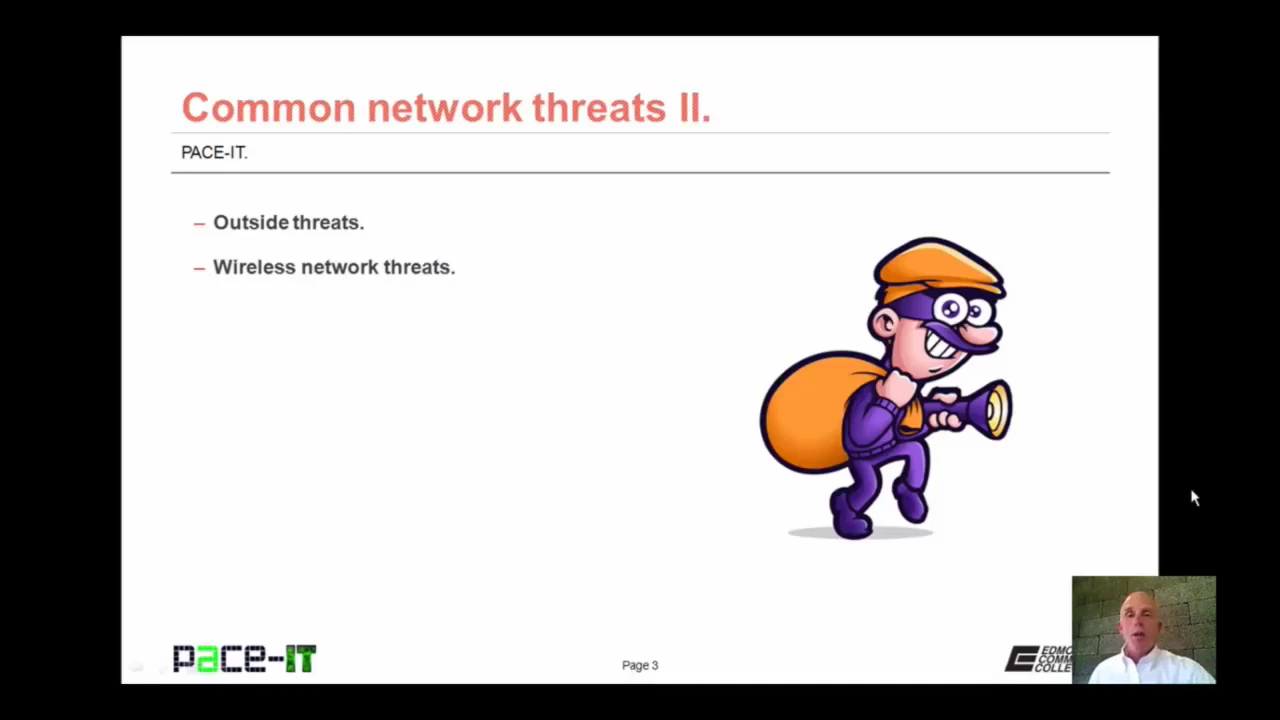 Common network threats II.
PACE-IT.
– Outside threats.
– Wireless network threats.
pace-IT
Page 3